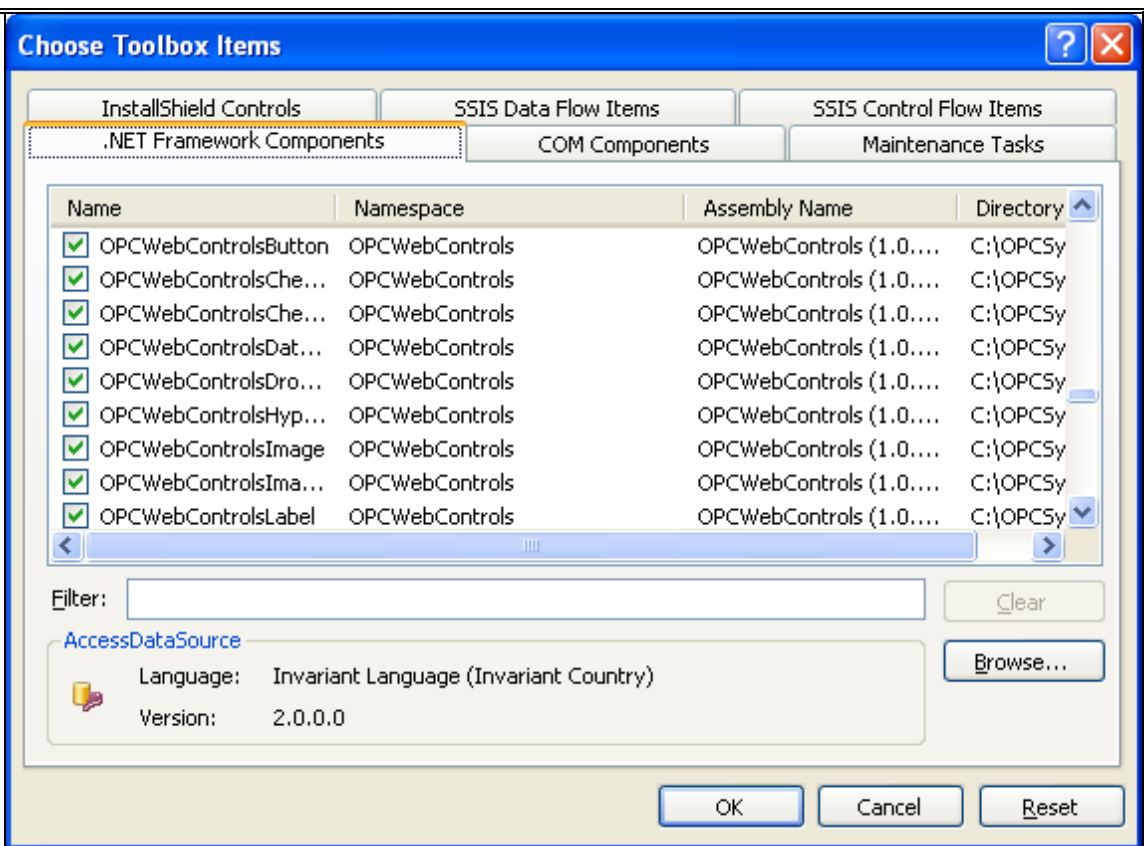 Choose Toolbox Items
InstallShield Controls SSIS Data Flow Items SSIS Control Flow Items
.NET Framework Components COM Components Maintenance Tasks
Name Namespace Assembly Name Directory
OPCWebControlsButton OPCWebControls OPCWebControls (1.0.... C:\OPCSy
OPCWebControlsChe... OPCWebControls OPCWebControls (1.0.... C:\OPCSy
OPCWebControlsChe... OPCWebControls OPCWebControls (1.0.... C:\OPCSy
OPCWebControlsDat... OPCWebControls OPCWebControls (1.0.... C:\OPCSy
OPCWebControlsDro... OPCWebControls OPCWebControls (1.0.... C:\OPCSy
OPCWebControlsHyp... OPCWebControls OPCWebControls (1.0.... C:\OPCSy
OPCWebControlsImage OPCWebControls OPCWebControls (1.0.... C:\OPCSy
OPCWebControlsIma... OPCWebControls OPCWebControls (1.0.... C:\OPCSy
OPCWebControlsLabel OPCWebControls OPCWebControls (1.0.... C:\OPCSy
Filter: Clear
AccessDataSource
Browse...
Language: Invariant Language (Invariant Country)
Version: 2.0.0.0
OK Cancel Reset